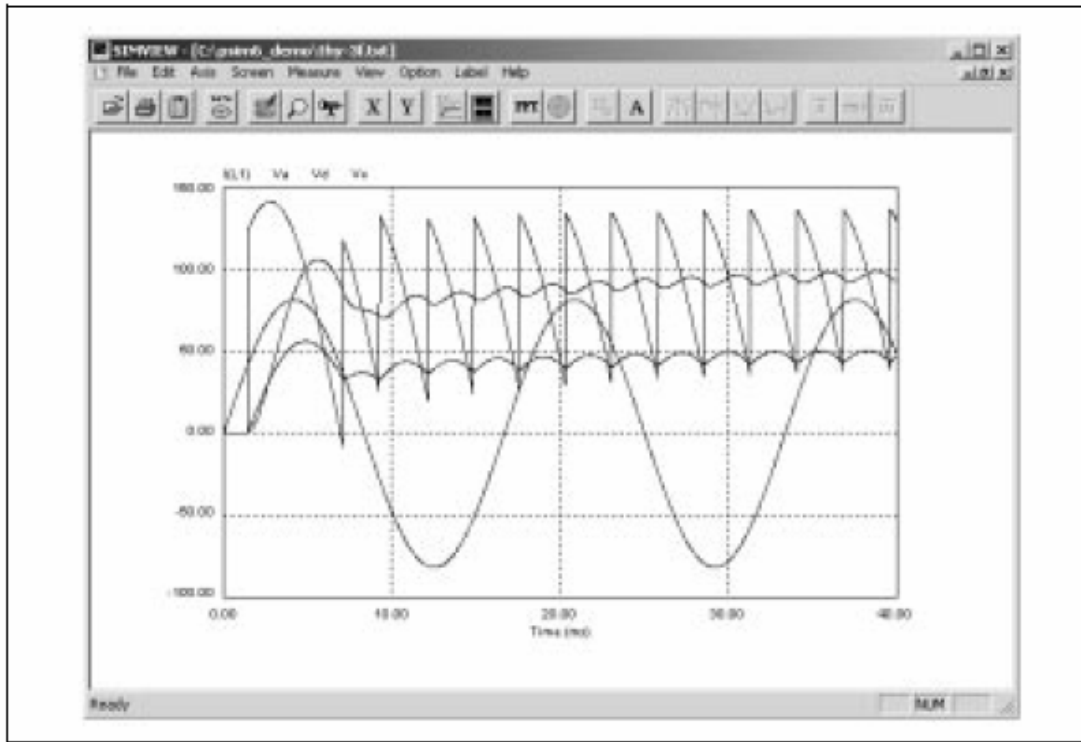 SIMVIEW - [C:\psim6_demo\thy-3f.txt]
File Edit Axis Screen Measure View Option Label Help
X Y FFT A
I(L1) Va Vd Vo
150.00
100.00
50.00
0.00
-50.00
-100.00
0.00 10.00 20.00 30.00 40.00
Time (ms)
Ready NUM